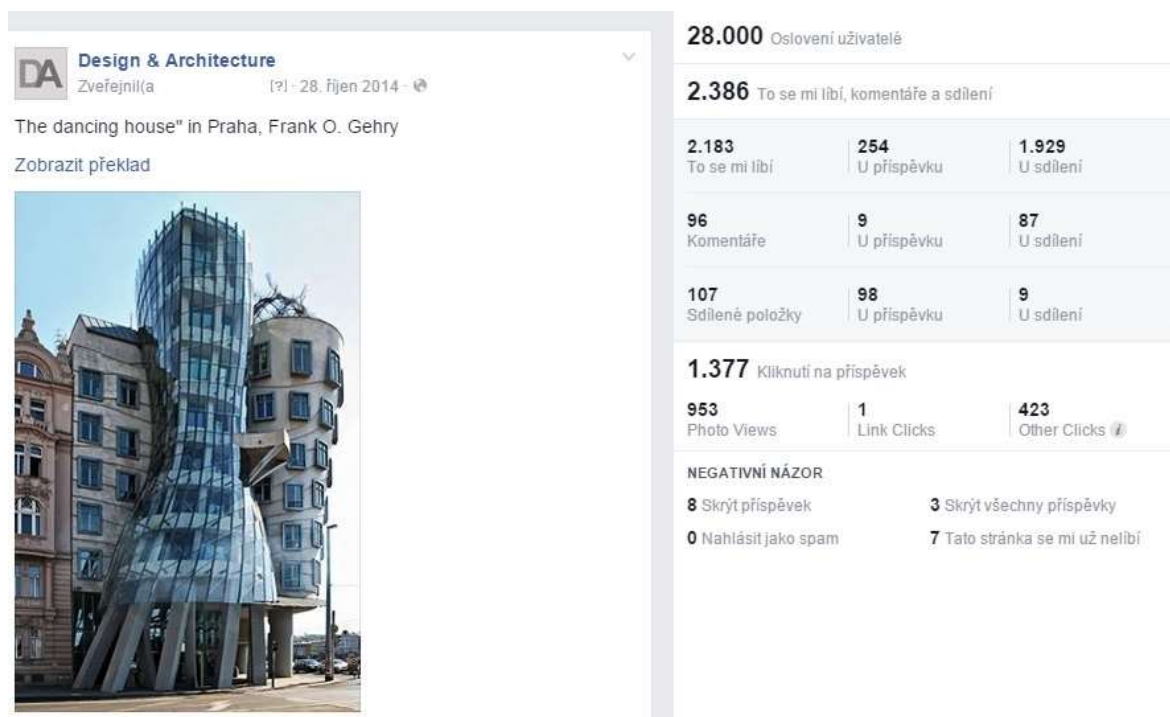 DA
Design & Architecture
Zveřejnil(a [?] · 28. říjen 2014 ·
The dancing house" in Praha, Frank O. Gehry
Zobrazit překlad
28.000 Oslovení uživatelé
2.386 To se mi líbí, komentáře a sdílení
2.183 254 1.929
To se mi líbí U příspěvku U sdílení
96 9 87
Komentáře U příspěvku U sdílení
107 98 9
Sdílené položky U příspěvku U sdílení
1.377 Kliknutí na příspěvek
953 1 423
Photo Views Link Clicks Other Clicks i
NEGATIVNÍ NÁZOR
8 Skrýt příspěvek 3 Skrýt všechny příspěvky
0 Nahlásit jako spam 7 Tato stránka se mi už nelíbí